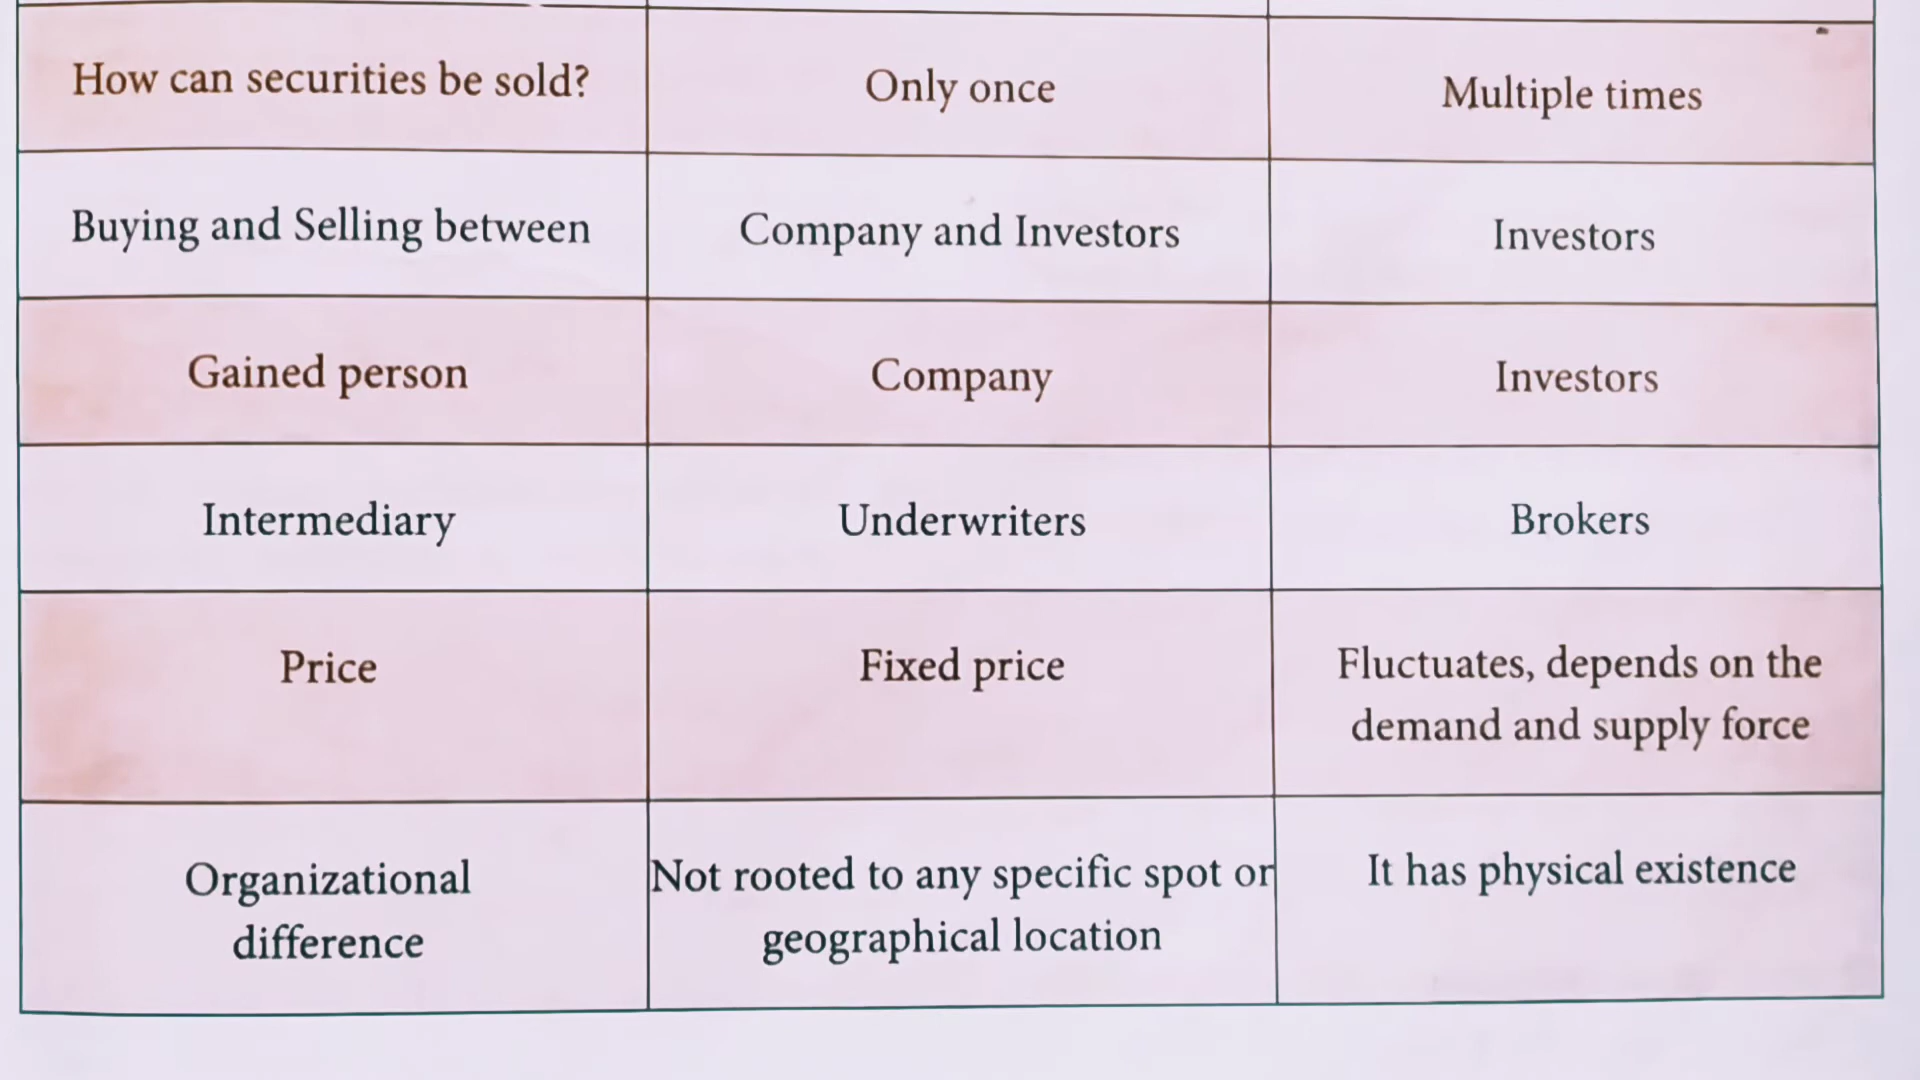 How can securities be sold?
Only once
Multiple times
Buying and Selling between
Company and Investors
Investors
Gained person
Company
Investors
Intermediary
Underwriters
Brokers
Price
Fixed price
Fluctuates, depends on the
demand and supply force
Organizational
difference
Not rooted to any specific spot or
geographical location
It has physical existence